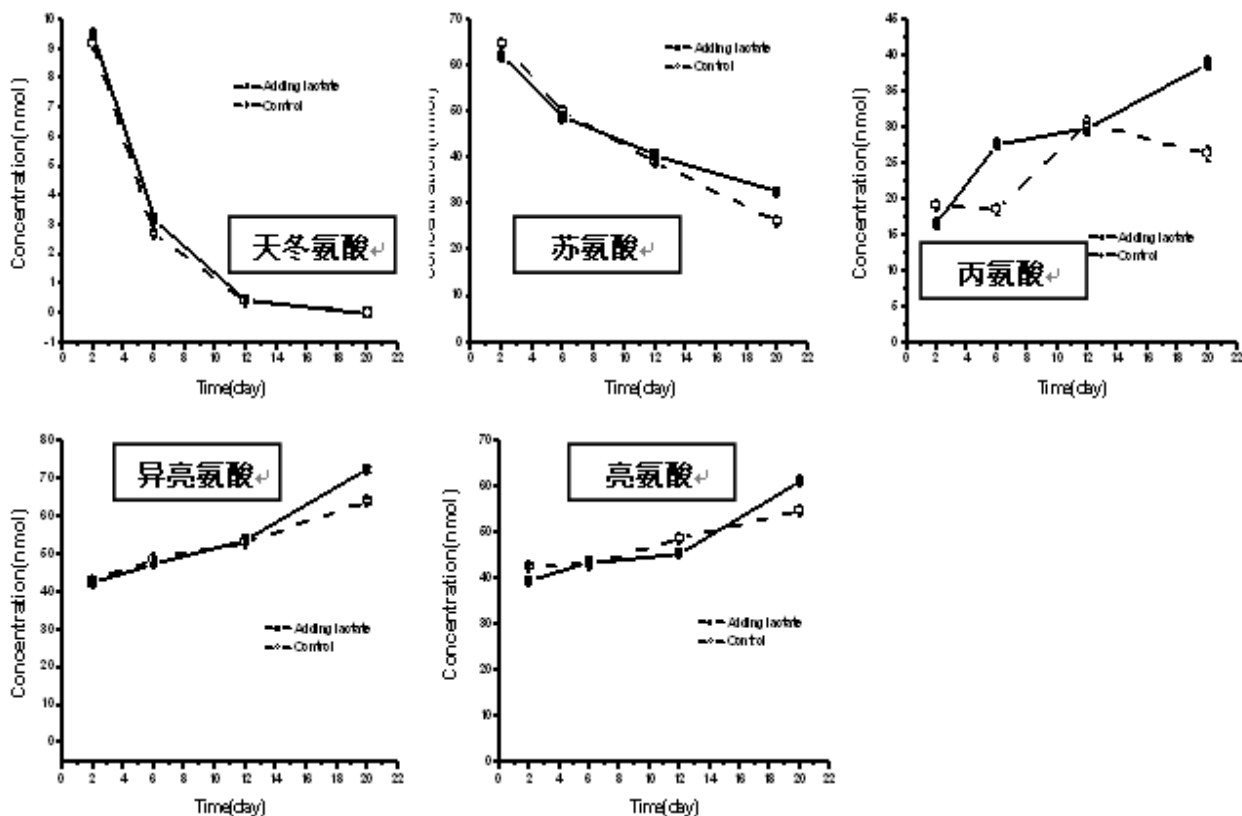 10
9
8
7
6
5
4
3
2
1
0
-1
Concentration(nmol)
Adding lactate
Control
天冬氨酸↵
0 2 4 6 8 10 12 14 16 18 20 22
Time(day)
70
60
50
40
30
20
10
0
Adding lactate
Control
苏氨酸↵
0 2 4 6 8 10 12 14 16 18 20 22
Time(day)
45
40
35
30
25
20
15
10
5
0
Concentration(nmol)
Adding lactate
Control
丙氨酸↵
0 2 4 6 8 10 12 14 16 18 20 22
Time(day)
80
70
60
50
40
30
20
10
0
Concentration(nmol)
异亮氨酸↵
Adding lactate
Control
0 2 4 6 8 10 12 14 16 18 20 22
Time(day)
70
60
50
40
30
20
10
0
Concentration(nmol)
亮氨酸↵
Adding lactate
Control
0 2 4 6 8 10 12 14 16 18 20 22
Time(day)